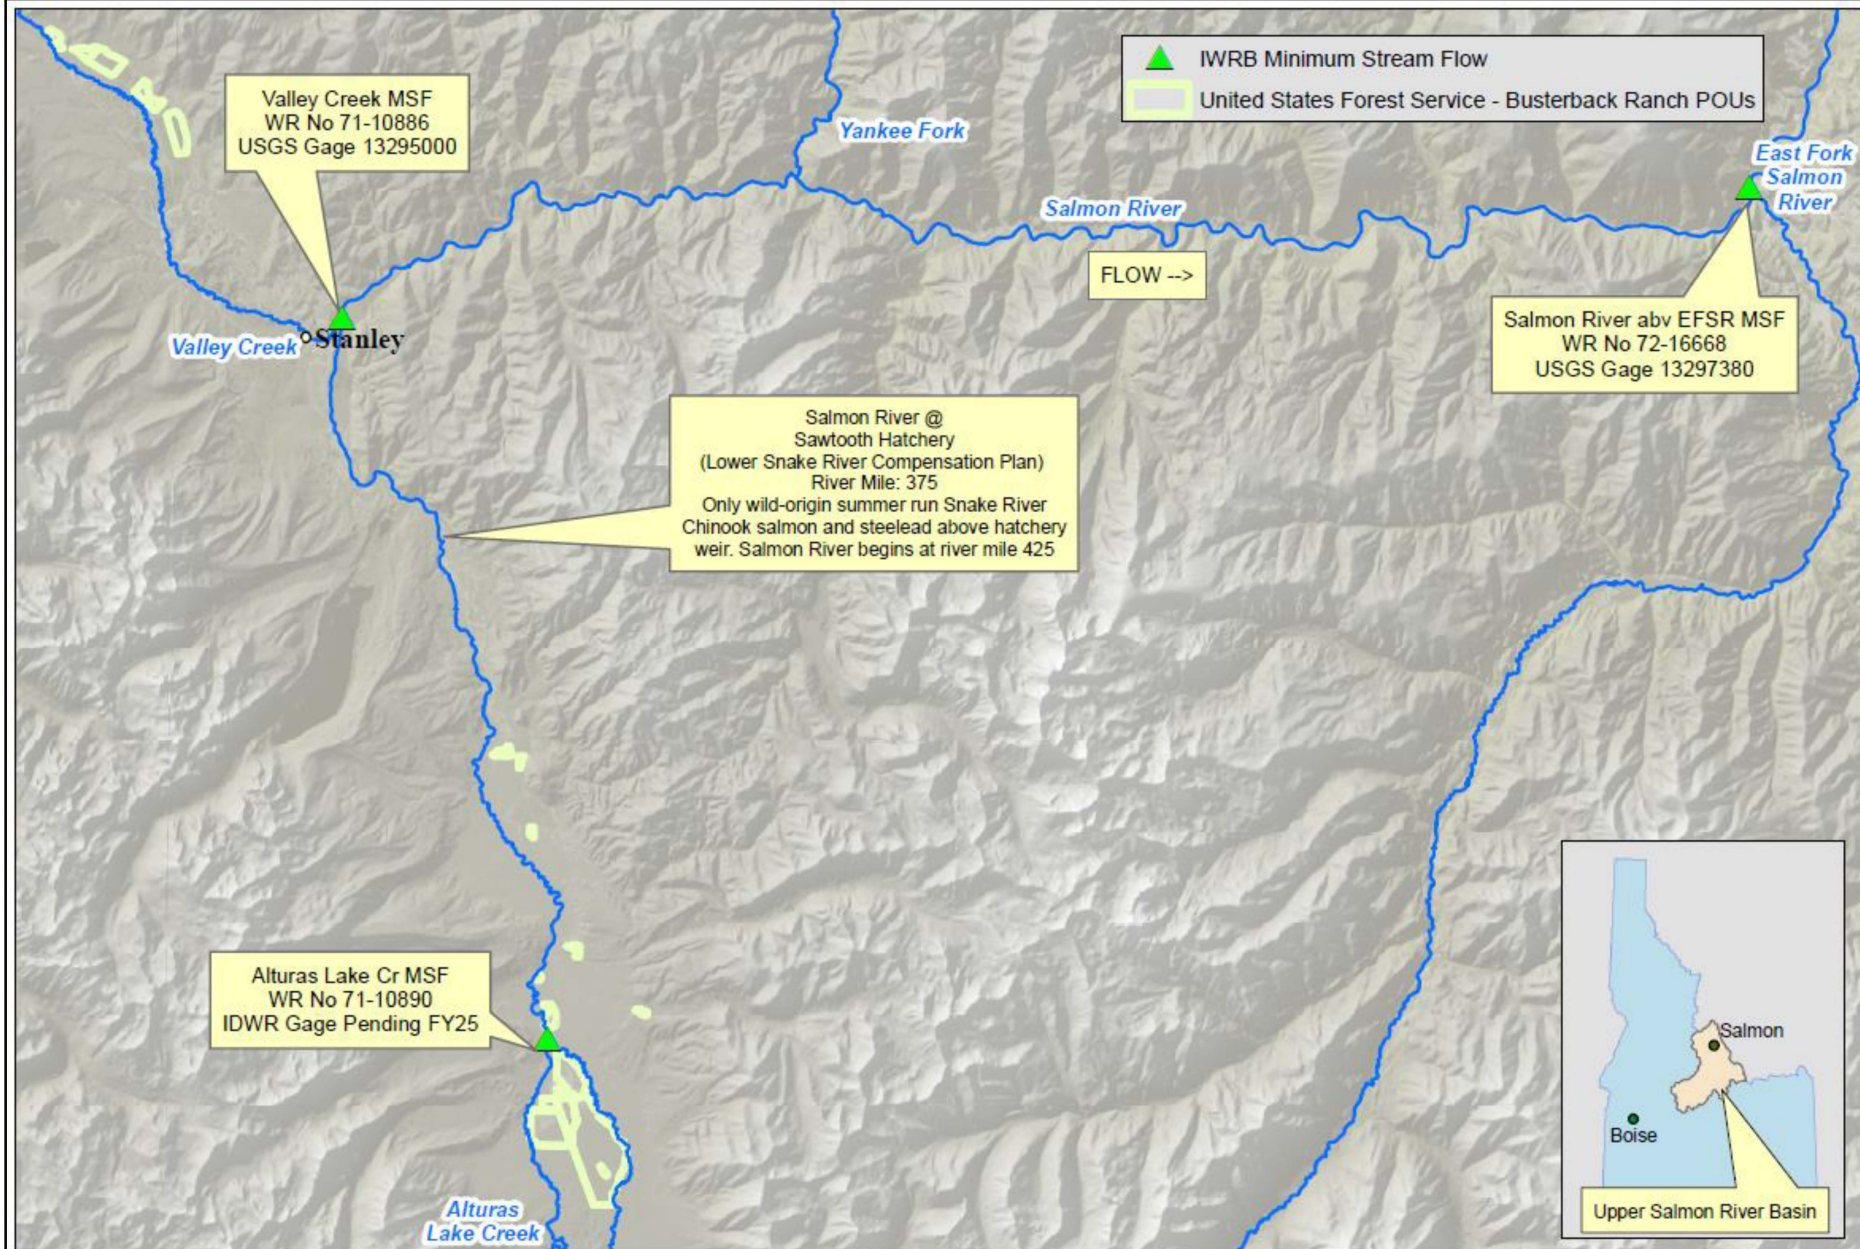 IWRB Minimum Stream Flow
United States Forest Service - Busterback Ranch POUs
Valley Creek MSF
WR No 71-10886
USGS Gage 13295000
Yankee Fork
East Fork
Salmon
River
Salmon River
FLOW -->
Salmon River abv EFSR MSF
WR No 72-16668
USGS Gage 13297380
Valley Creek
Stanley
Salmon River @
Sawtooth Hatchery
(Lower Snake River Compensation Plan)
River Mile: 375
Only wild-origin summer run Snake River
Chinook salmon and steelead above hatchery
weir. Salmon River begins at river mile 425
Alturas Lake Cr MSF
WR No 71-10890
IDWR Gage Pending FY25
Alturas
Lake Creek
Salmon
Boise
Upper Salmon River Basin